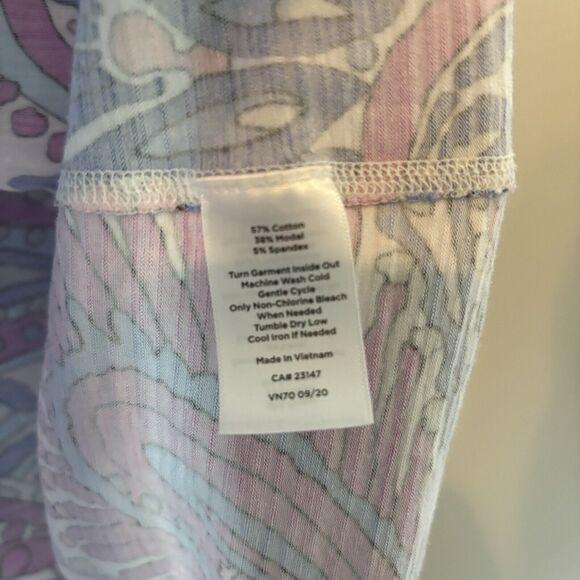 57% Cotton
38% Modal
5% Spandex
Turn Garment Inside Out
Machine Wash Cold
Gentle Cycle
Only Non-Chlorine Bleach
When Needed
Tumble Dry Low
Cool Iron If Needed
Made In Vietnam
CA# 23147
VN70 09/20